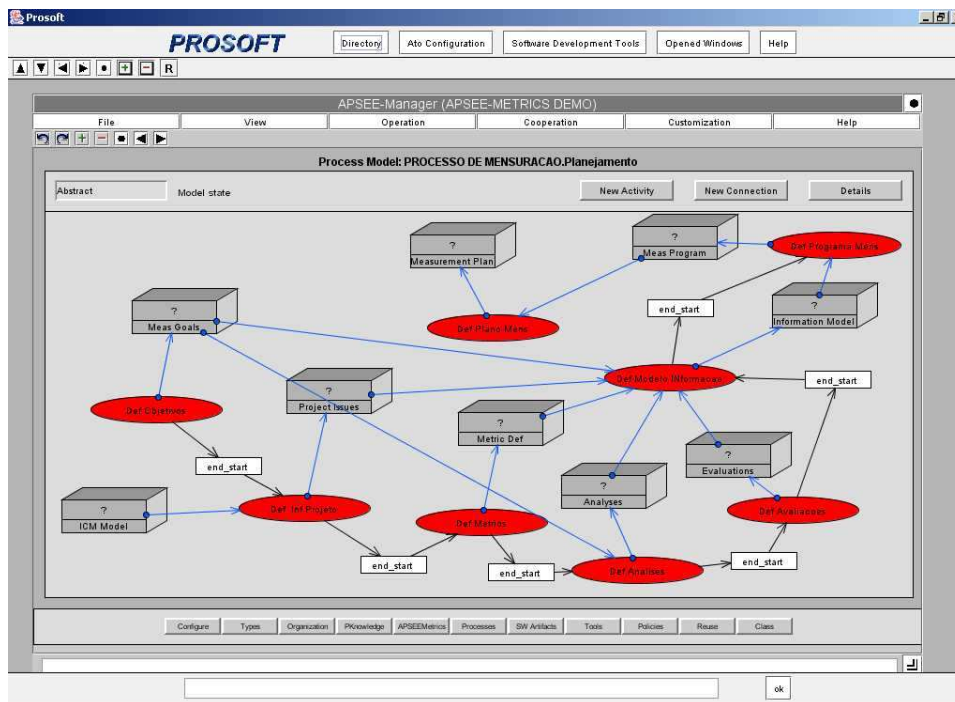 Prosoft
PROSOFT
Directory
Ato Configuration
Software Development Tools
Opened Windows
Help
R
APSEE-Manager (APSEE-METRICS DEMO)
File
View
Operation
Cooperation
Customization
Help
Process Model: PROCESSO DE MENSURACAO.Planejamento
Abstract
Model state
New Activity
New Connection
Details
?
Measurement Plan
?
Meas Program
Def Programa Mens
?
Meas Goals
Def Plano Mens
end_start
?
Information Model
Def Modelo INformacao
end_start
?
Project Issues
Def Objetivos
?
Metric Def
?
Evaluations
end_start
?
Analyses
?
ICM Model
Def Inf Projeto
Def Metrics
Def Avaliacoes
end_start
end_start
Def Analises
end_start
Configure
Types
Organization
PKnowledge
APSEEMetrics
Processes
SW Artifacts
Tools
Policies
Reuse
Class
ok